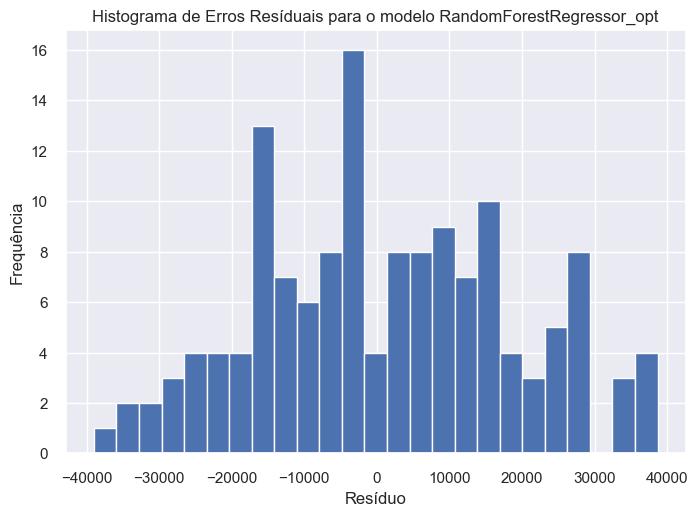 Histograma de Erros Resíduais para o modelo RandomForestRegressor_opt
16
14
12
10
8
6
4
2
0
Frequência
−40000 −30000 −20000 −10000 0 10000 20000 30000 40000
Resíduo